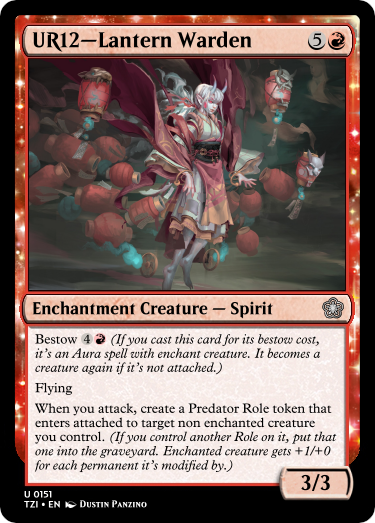 UR12—Lantern Warden 5
Enchantment Creature — Spirit
Bestow 4 (If you cast this card for its bestow cost,
it's an Aura spell with enchant creature. It becomes a
creature again if it's not attached.)
Flying
When you attack, create a Predator Role token that
enters attached to target non enchanted creature
you control. (If you control another Role on it, put that
one into the graveyard. Enchanted creature gets +1/+0
for each permanent it's modified by.)
3/3
U 0151
TZI • EN Dustin Panzino